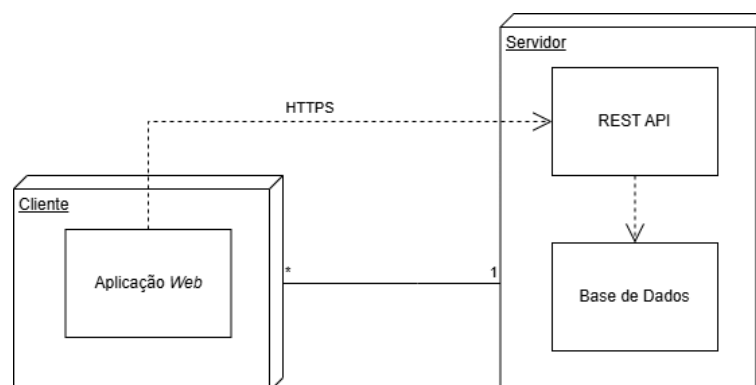 Servidor
HTTPS
REST API
Cliente
Aplicação Web
*
1
Base de Dados